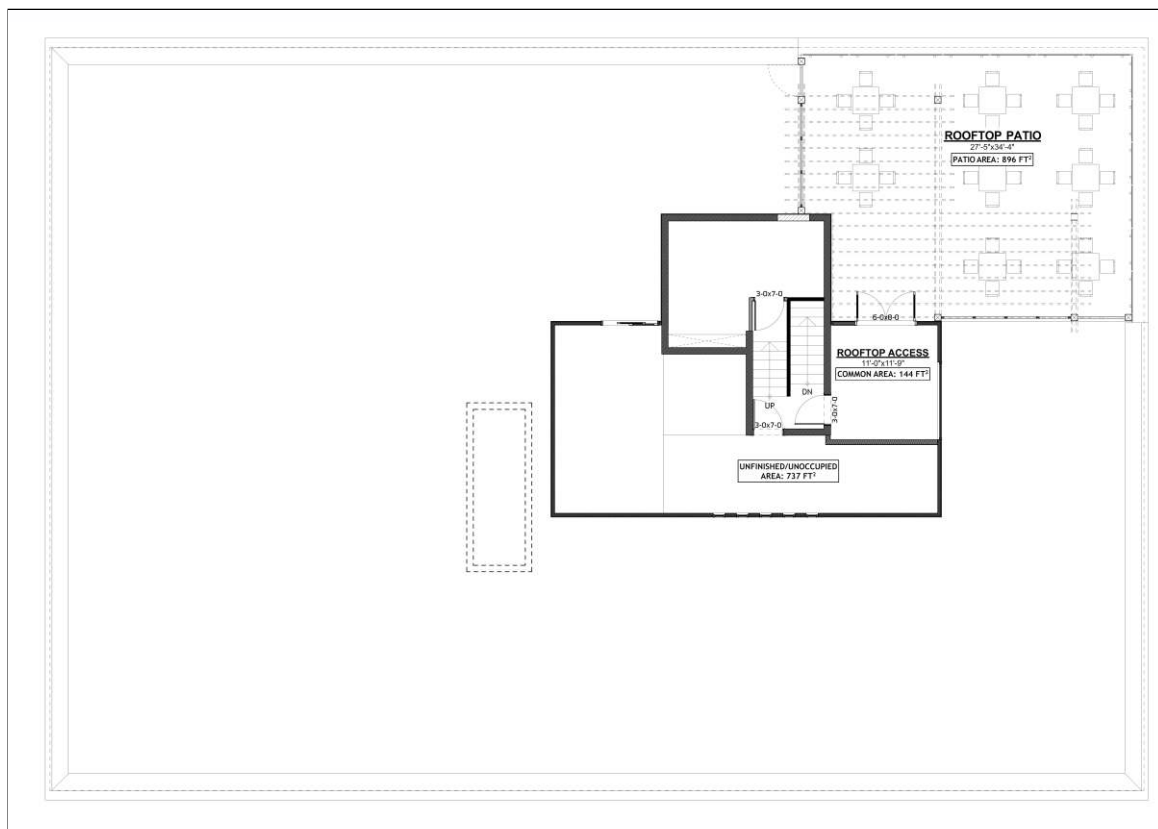 ROOFTOP PATIO
27'-5"x34'-4"
PATIO AREA: 896 FT²
3-0x7-0
6-0x8-0
ROOFTOP ACCESS
11'-0"x11'-9"
COMMON AREA: 144 FT²
DN
UP
3-0x7-0
3-0x7-0
UNFINISHED/UNOCCUPIED
AREA: 737 FT²